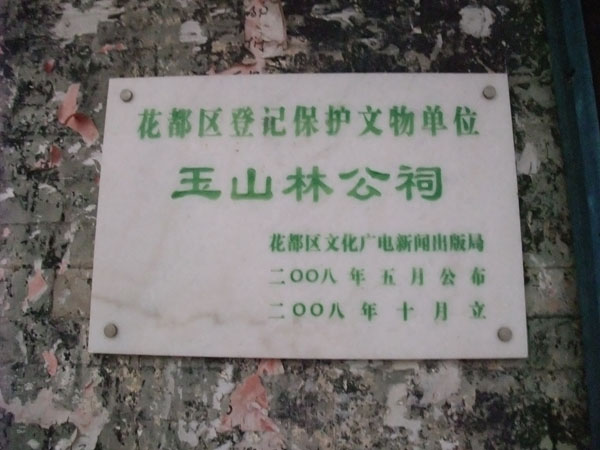 花都区登记保护文物单位
玉山林公祠
花都区文化广电新闻出版局
二〇〇八年五月公布
二〇〇八年十月立